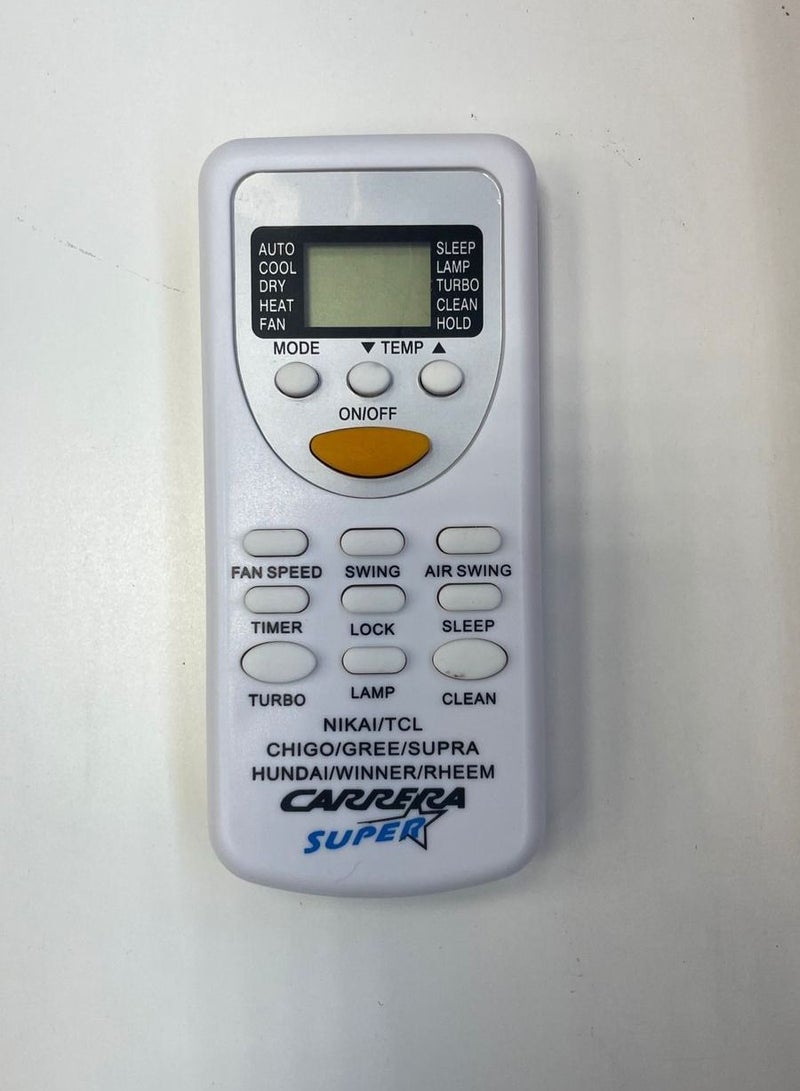 AUTO SLEEP
COOL LAMP
DRY TURBO
HEAT CLEAN
FAN HOLD
MODE ▼ TEMP ▲
ON/OFF
FAN SPEED SWING AIR SWING
TIMER LOCK SLEEP
TURBO LAMP CLEAN
NIKAI/TCL
CHIGO/GREE/SUPRA
HUNDAI/WINNER/RHEEM
CARRERA
SUPER